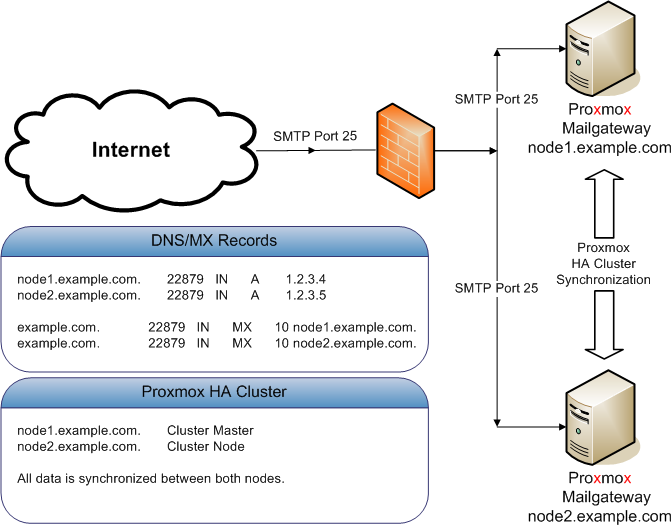 Internet
SMTP Port 25
SMTP Port 25
Proxmox
Mailgateway
node1.example.com
Proxmox
HA Cluster
Synchronization
SMTP Port 25
Proxmox
Mailgateway
node2.example.com
DNS/MX Records
node1.example.com. 22879 IN A 1.2.3.4
node2.example.com. 22879 IN A 1.2.3.5
example.com. 22879 IN MX 10 node1.example.com.
example.com. 22879 IN MX 10 node2.example.com.
Proxmox HA Cluster
node1.example.com. Cluster Master
node2.example.com. Cluster Node
All data is synchronized between both nodes.